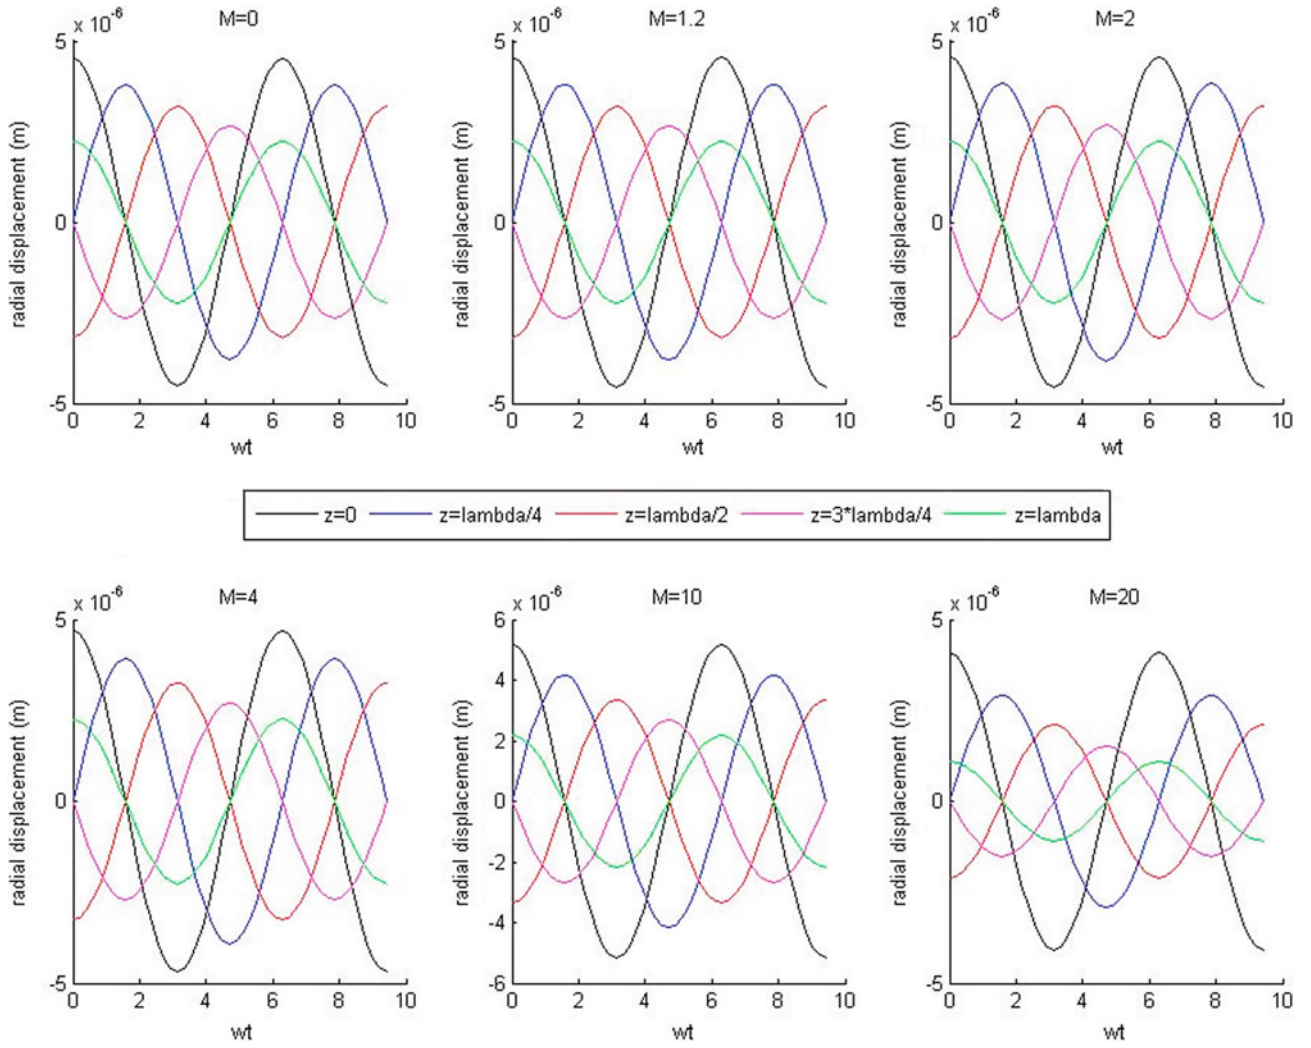 M=0
x 10^-6
5
0
-5
radial displacement (m)
0 2 4 6 8 10
wt
M=1.2
x 10^-6
5
0
-5
radial displacement (m)
0 2 4 6 8 10
wt
M=2
x 10^-6
5
0
-5
radial displacement (m)
0 2 4 6 8 10
wt
z=0 z=lambda/4 z=lambda/2 z=3*lambda/4 z=lambda
M=4
x 10^-6
5
0
-5
radial displacement (m)
0 2 4 6 8 10
wt
M=10
x 10^-6
6
4
2
0
-2
-4
-6
radial displacement (m)
0 2 4 6 8 10
wt
M=20
x 10^-6
5
0
-5
radial displacement (m)
0 2 4 6 8 10
wt